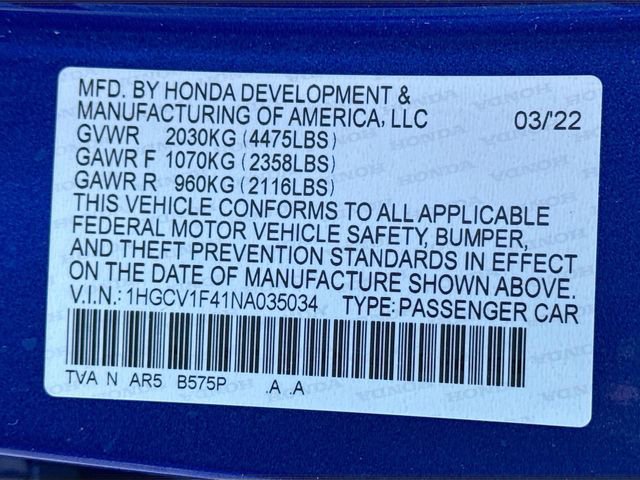 MFD. BY HONDA DEVELOPMENT &
MANUFACTURING OF AMERICA, LLC 03/'22
GVWR 2030KG (4475LBS)
GAWR F 1070KG (2358LBS)
GAWR R 960KG (2116LBS)
THIS VEHICLE CONFORMS TO ALL APPLICABLE
FEDERAL MOTOR VEHICLE SAFETY, BUMPER,
AND THEFT PREVENTION STANDARDS IN EFFECT
ON THE DATE OF MANUFACTURE SHOWN ABOVE.
V.I.N.: 1HGCV1F41NA035034 TYPE: PASSENGER CAR
TVA N AR5 B575P .A .A